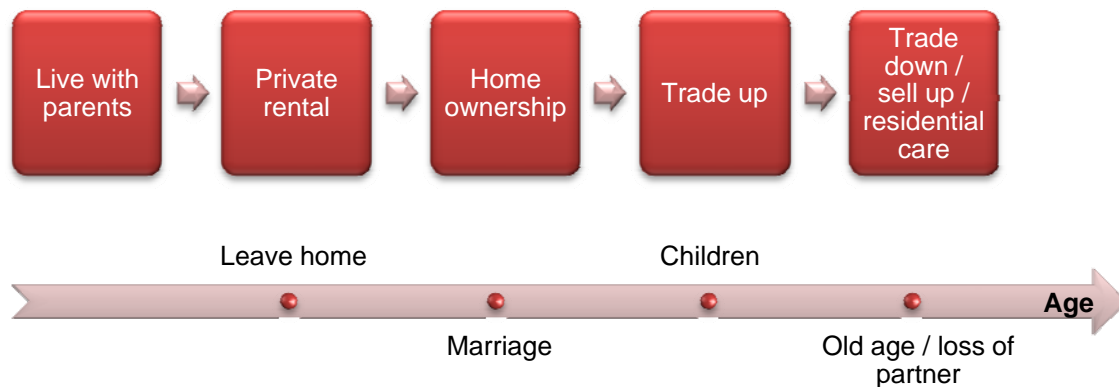 Live with
parents
Private
rental
Home
ownership
Trade up
Trade
down /
sell up /
residential
care
Leave home
Children
Age
Marriage
Old age / loss of
partner